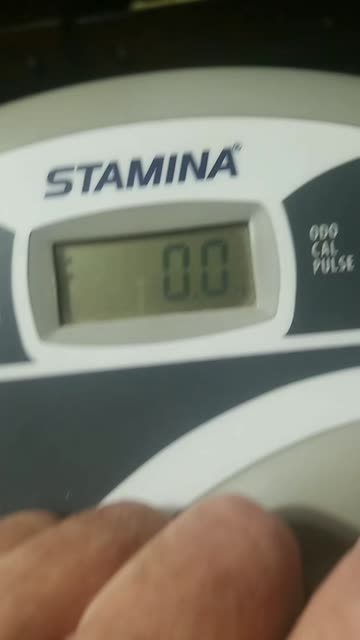 STAMINA®
0.0
ODO
CAL
PULSE